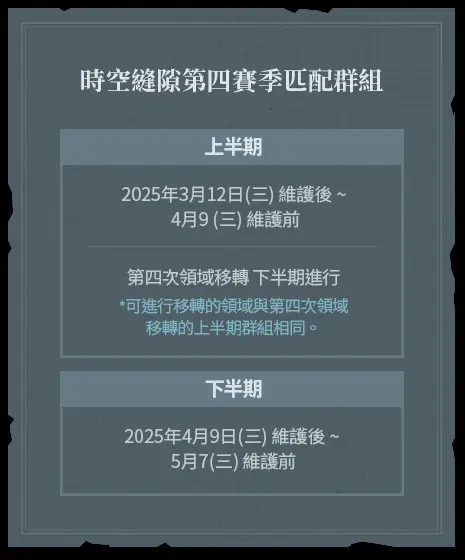 時空縫隙第四賽季匹配群組
上半期
2025年3月12日(三) 維護後 ~
4月9 (三) 維護前
第四次領域移轉 下半期進行
*可進行移轉的領域與第四次領域
移轉的上半期群組相同。
下半期
2025年4月9日(三) 維護後 ~
5月7(三) 維護前